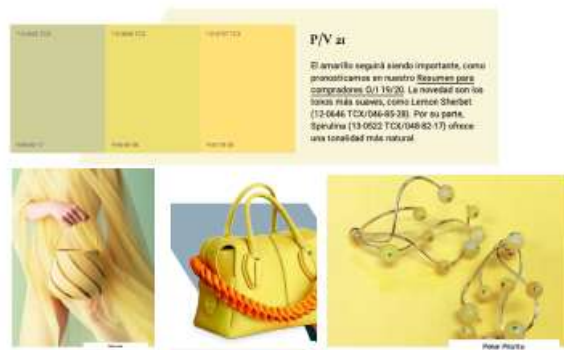 P/V 21
El amarillo seguirá siendo importante, como
pronosticamos en nuestro Resumen para
compradores O/I 19/20. La novedad son los
tonos más suaves, como Lemon Sherbet
(12-0646 TCX/046-85-28). Por su parte,
Spirulina (13-0522 TCX/048-82-17) ofrece
una tonalidad más natural.